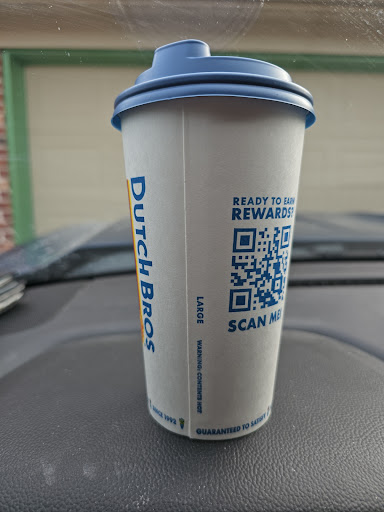 DUTCH BROS
SINCE 1992
LARGE
WARNING: CONTENTS HOT
READY TO EARN
REWARDS?
SCAN ME!
GUARANTEED TO SATISFY